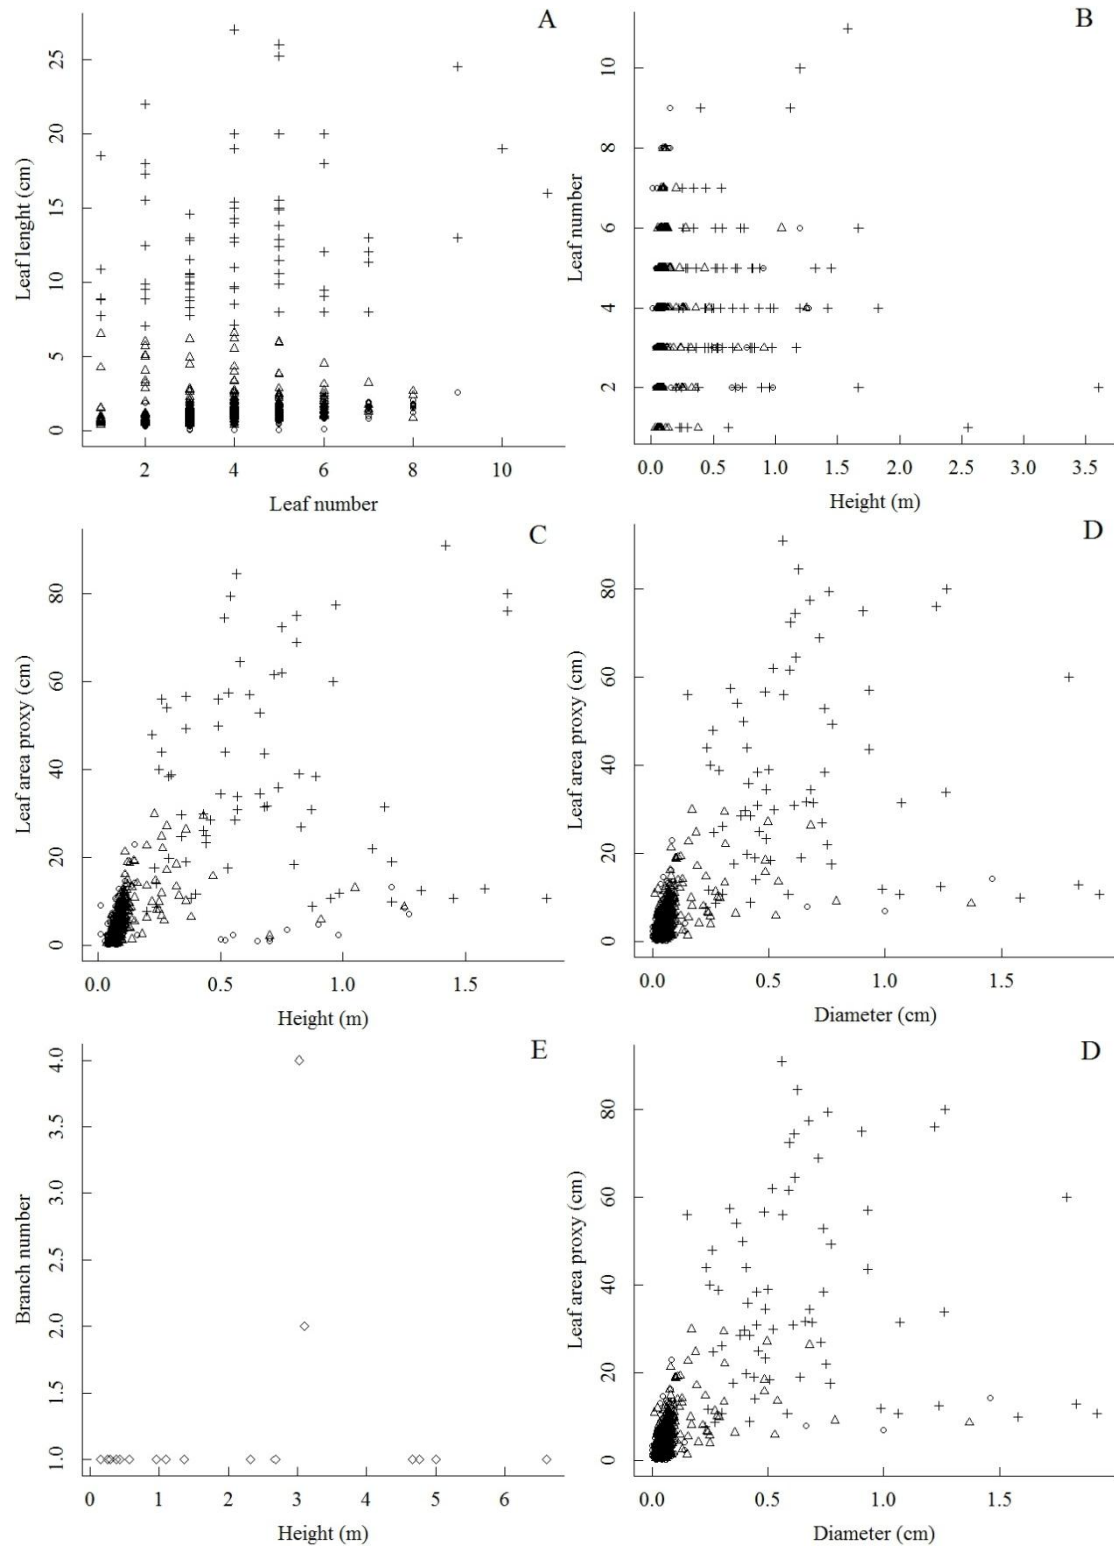 A
25
20
15
10
5
0
Leaf lenght (cm)
2 4 6 8 10
Leaf number
B
10
8
6
4
2
Leaf number
0.0 0.5 1.0 1.5 2.0 2.5 3.0 3.5
Height (m)
C
80
60
40
20
0
Leaf area proxy (cm)
0.0 0.5 1.0 1.5
Height (m)
D
80
60
40
20
0
Leaf area proxy (cm)
0.0 0.5 1.0 1.5
Diameter (cm)
E
4.0
3.5
3.0
2.5
2.0
1.5
1.0
Branch number
0 1 2 3 4 5 6
Height (m)
D
80
60
40
20
0
Leaf area proxy (cm)
0.0 0.5 1.0 1.5
Diameter (cm)